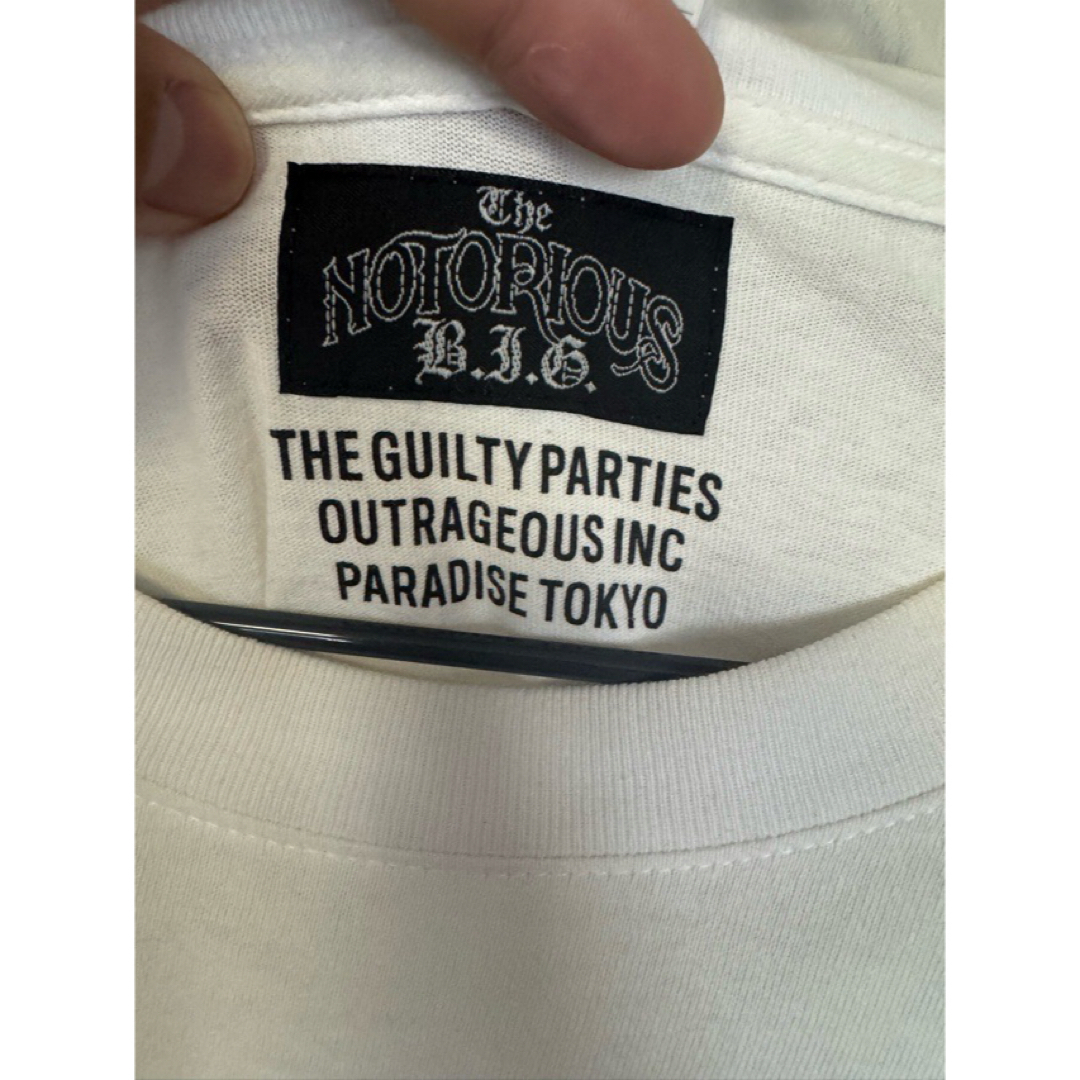 The
NOTORIOUS
B.I.G.
THE GUILTY PARTIES
OUTRAGEOUS INC
PARADISE TOKYO